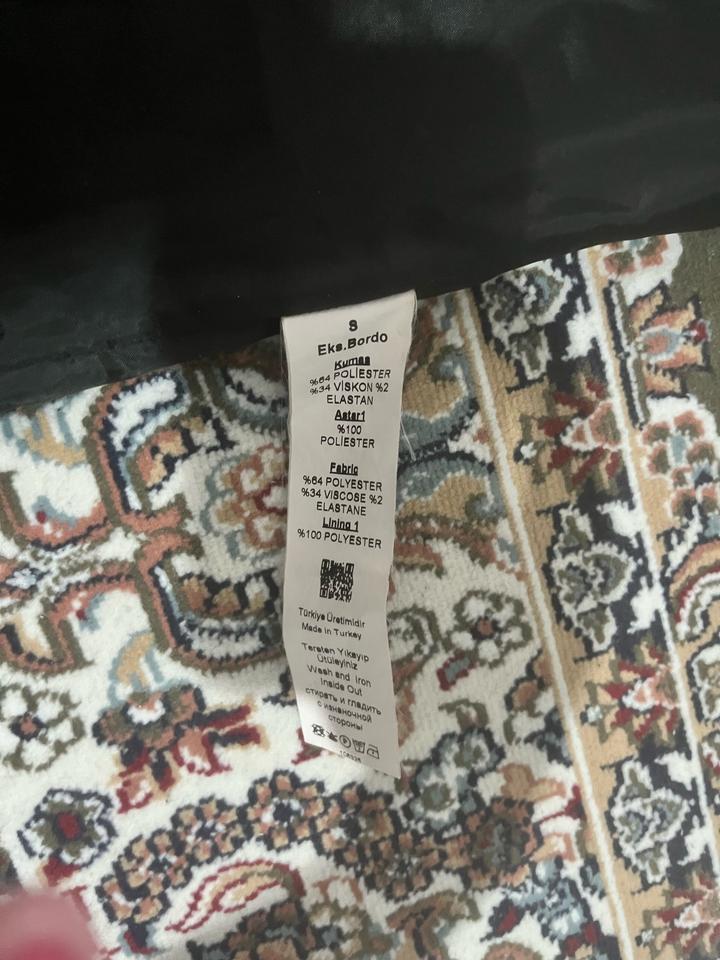 S
Eks.Bordo
Kumaş
%64 POLİESTER
%34 VİSKON %2
ELASTAN
Astar1
%100
POLİESTER
Fabric
%64 POLYESTER
%34 VISCOSE %2
ELASTANE
Lining 1
%100 POLYESTER
Türkiye Üretimidir
Made in Turkey
Tersten Yıkayıp
Ütüleyiniz
Wash and Iron
Inside Out
стирать и гладить
с изнаночной
стороны